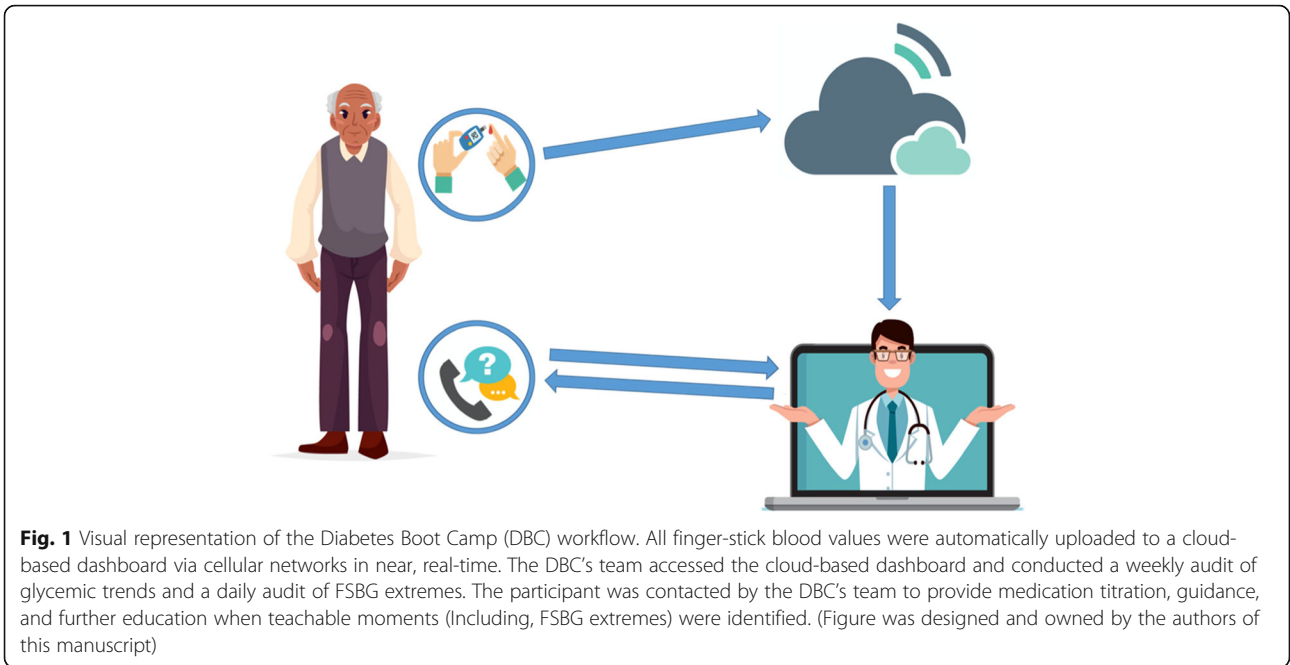 ?
...
Fig. 1 Visual representation of the Diabetes Boot Camp (DBC) workflow. All finger-stick blood values were automatically uploaded to a cloud-
based dashboard via cellular networks in near, real-time. The DBC's team accessed the cloud-based dashboard and conducted a weekly audit of
glycemic trends and a daily audit of FSBG extremes. The participant was contacted by the DBC's team to provide medication titration, guidance,
and further education when teachable moments (Including, FSBG extremes) were identified. (Figure was designed and owned by the authors of
this manuscript)